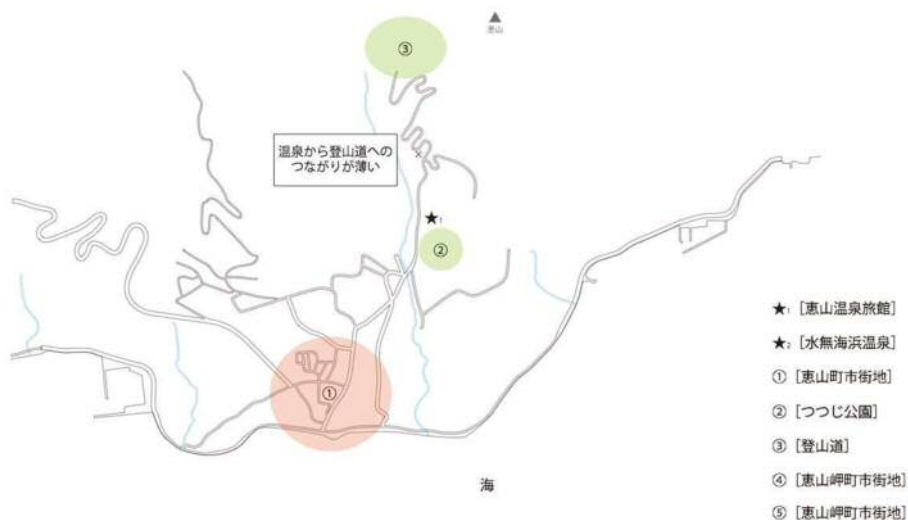 ③
▲
恵山
温泉から登山道への
つながりが薄い
×
★1
②
①
海
★1 [恵山温泉旅館]
★2 [水無海浜温泉]
① [恵山町市街地]
② [つつじ公園]
③ [登山道]
④ [恵山岬町市街地]
⑤ [恵山岬町市街地]